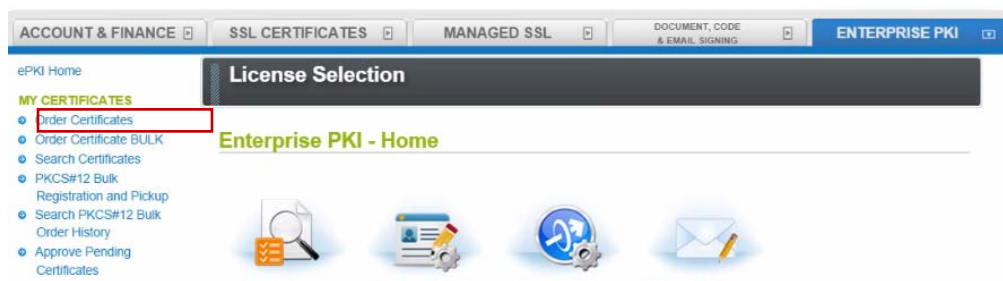 ACCOUNT & FINANCE
SSL CERTIFICATES
MANAGED SSL
DOCUMENT, CODE
& EMAIL SIGNING
ENTERPRISE PKI
ePKI Home
MY CERTIFICATES
Order Certificates
Order Certificate BULK
Search Certificates
PKCS#12 Bulk
Registration and Pickup
Search PKCS#12 Bulk
Order History
Approve Pending
Certificates
License Selection
Enterprise PKI - Home